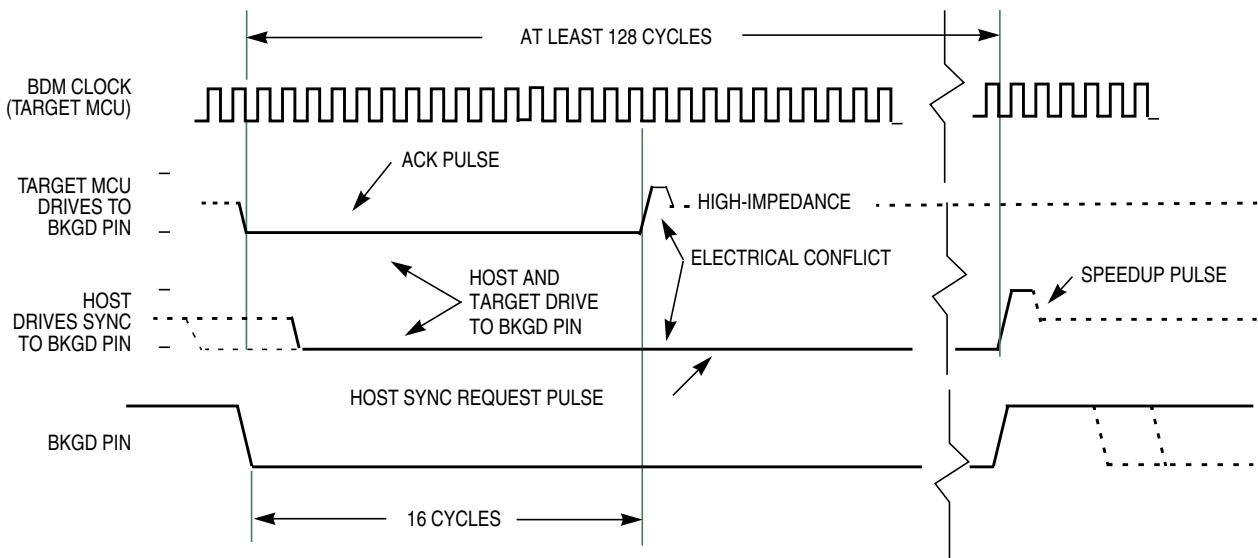 AT LEAST 128 CYCLES
BDM CLOCK
(TARGET MCU)
ACK PULSE
TARGET MCU
DRIVES TO
BKGD PIN
HIGH-IMPEDANCE
ELECTRICAL CONFLICT
HOST AND
TARGET DRIVE
TO BKGD PIN
SPEEDUP PULSE
HOST
DRIVES SYNC
TO BKGD PIN
HOST SYNC REQUEST PULSE
BKGD PIN
16 CYCLES